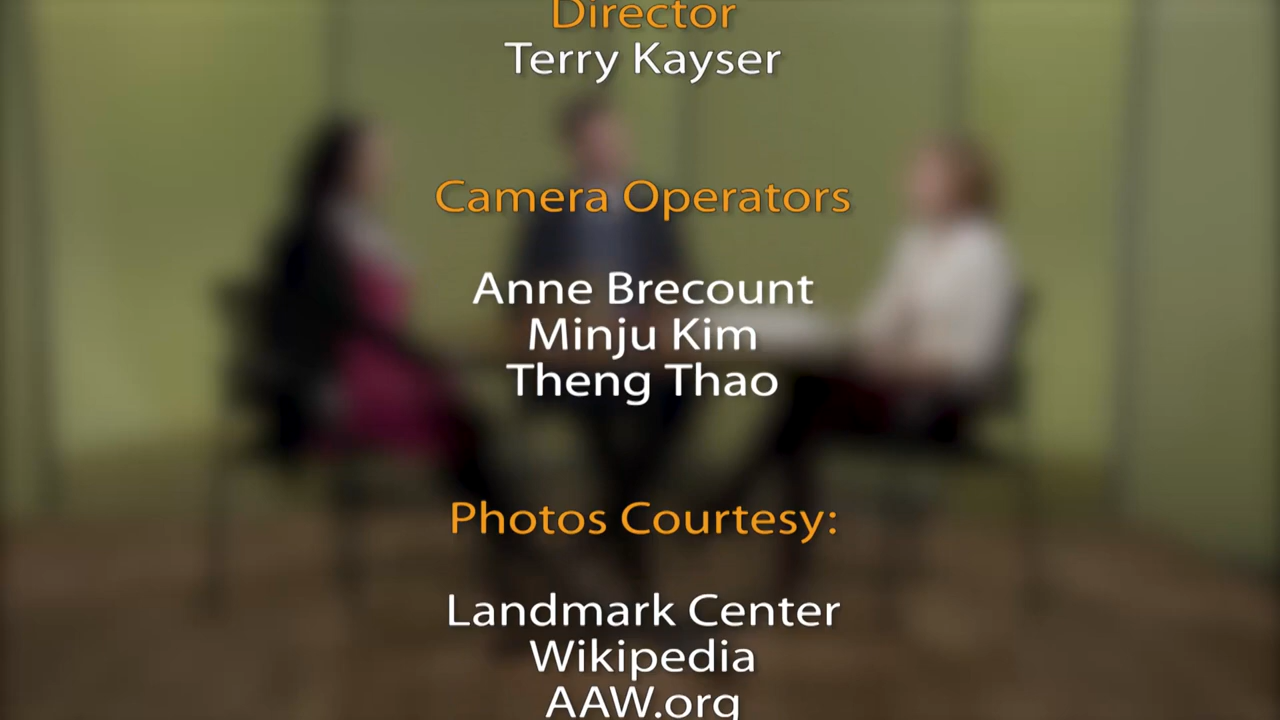 Director
Terry Kayser
Camera Operators
Anne Brecount
Minju Kim
Theng Thao
Photos Courtesy:
Landmark Center
Wikipedia
AAW.org